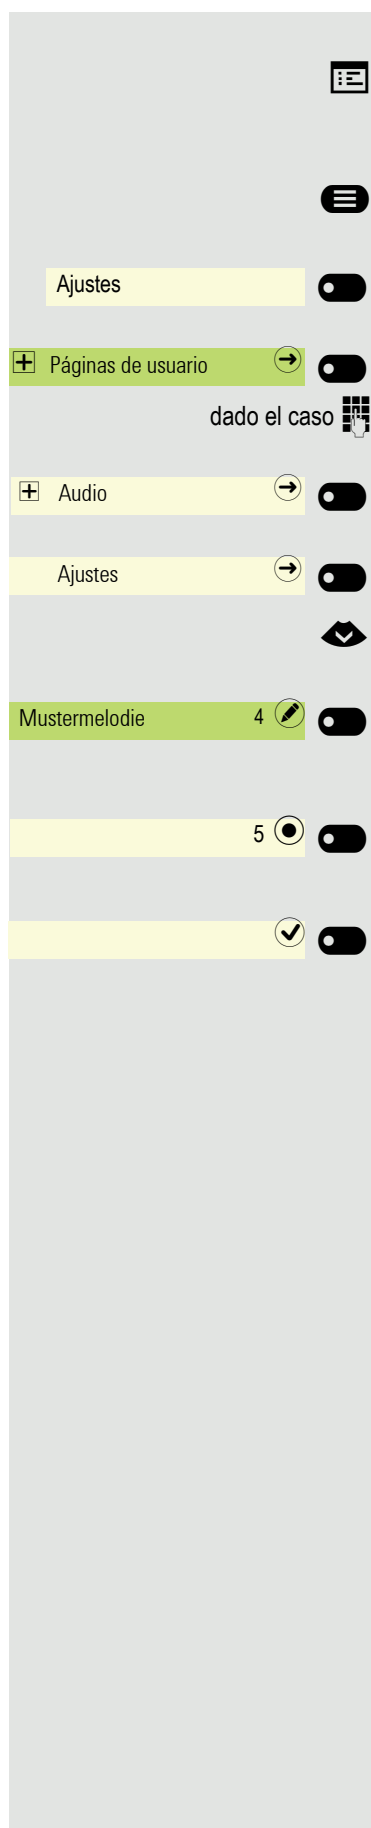 Ajustes
Páginas de usuario
dado el caso
Audio
Ajustes
Mustermelodie 4
5